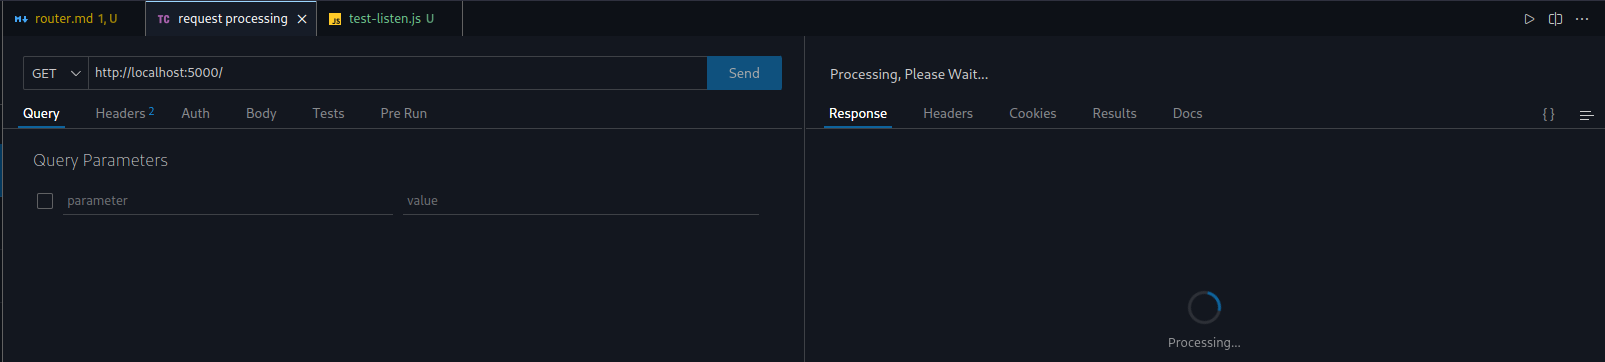 router.md 1, U
TC request processing
JS test-listen.js U
GET http://localhost:5000/ Send
Processing, Please Wait...
Query Headers 2 Auth Body Tests Pre Run
Response Headers Cookies Results Docs { }
Query Parameters
parameter value
Processing...